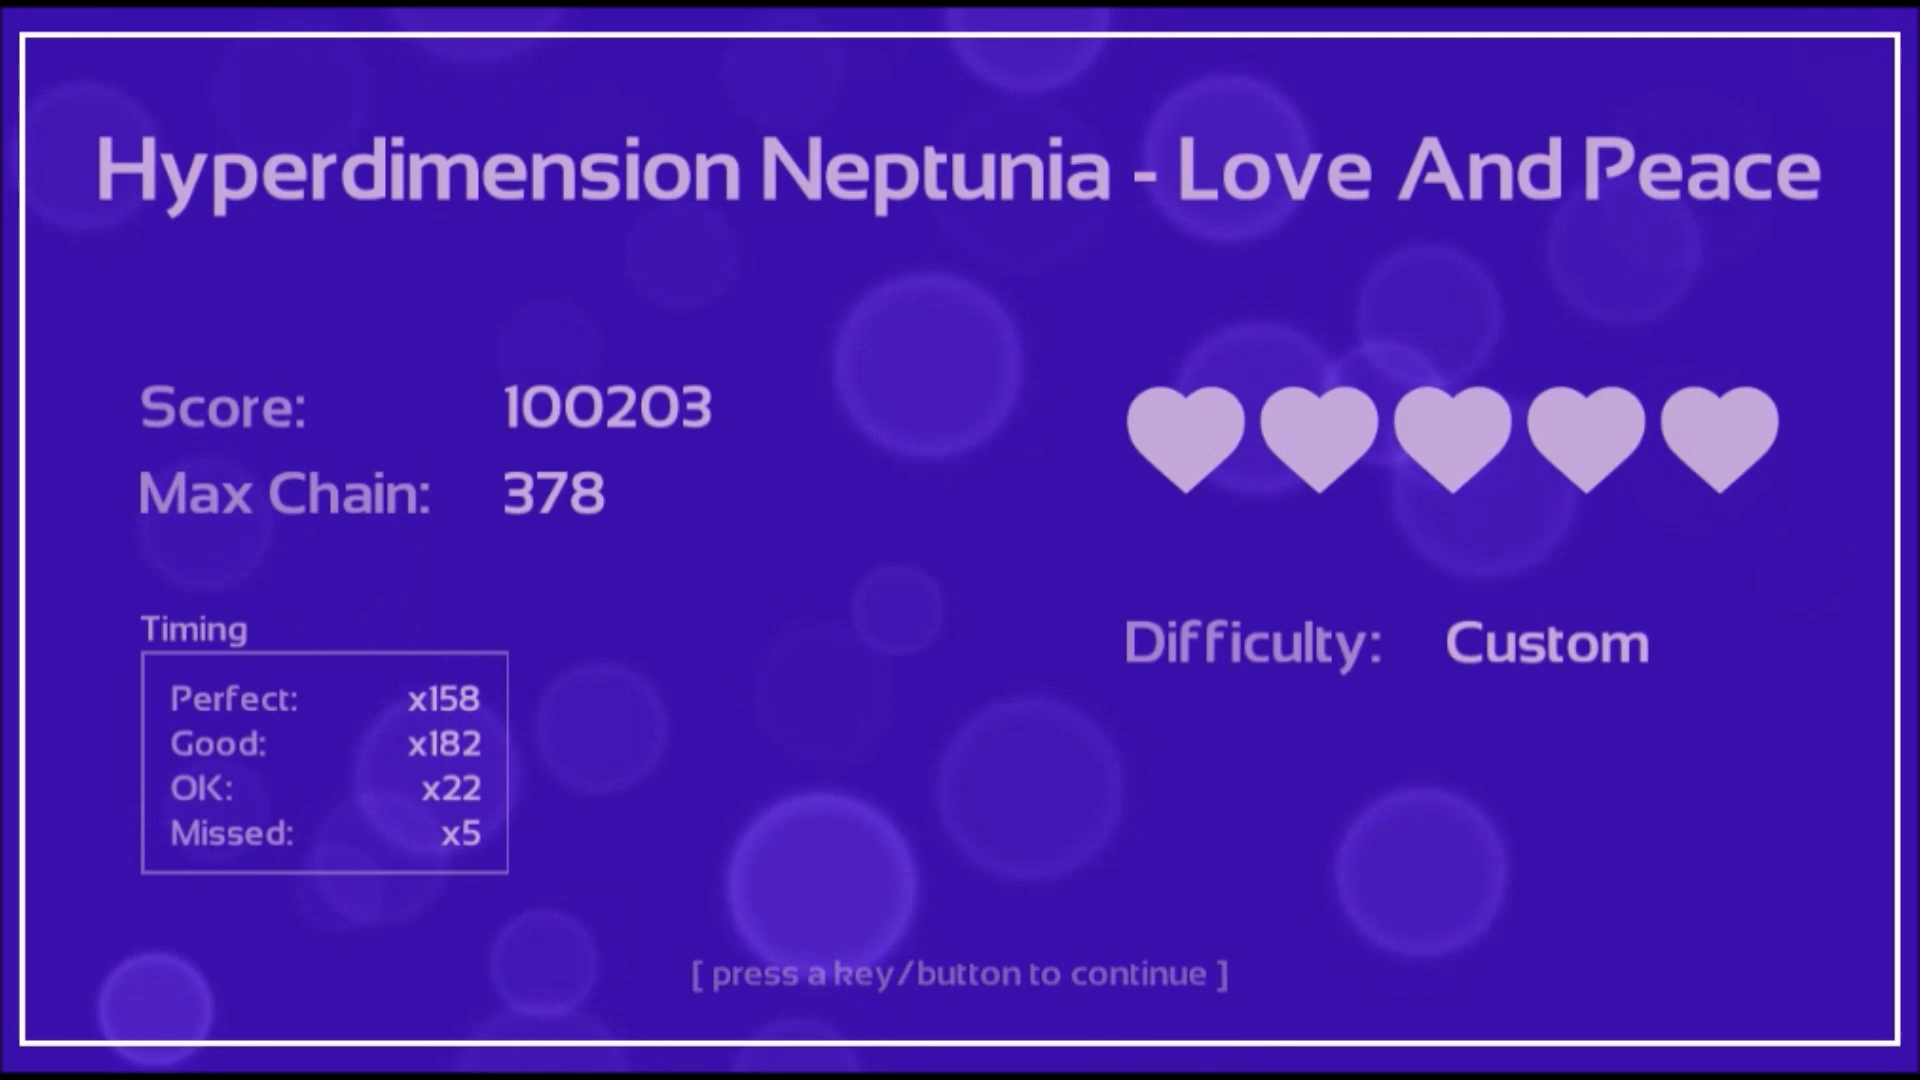 Hyperdimension Neptunia - Love And Peace
Score: 100203
Max Chain: 378
Timing
Perfect: x158
Good: x182
OK: x22
Missed: x5
Difficulty: Custom
[ press a key/button to continue ]